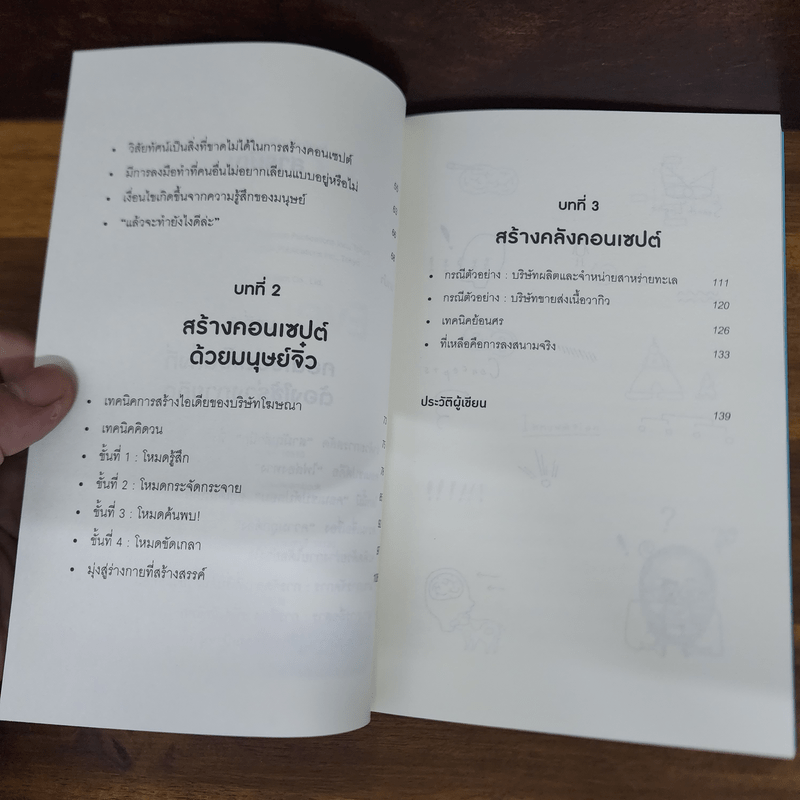 • วิสัยทัศน์เป็นสิ่งที่ขาดไม่ได้ในการสร้างคอนเซปต์
• มีการลงมือทำที่คนอื่นไม่อยากเลียนแบบอยู่หรือไม่
• เงื่อนไขเกิดขึ้นจากความรู้สึกของมนุษย์
• “แล้วจะทำยังไงดีล่ะ”
บทที่ 2
สร้างคอนเซปต์
ด้วยมนุษย์จิ๋ว
• เทคนิคการสร้างไอเดียของบริษัทโฆษณา
• เทคนิคคิดวน
• ขั้นที่ 1 : โหมดรู้สึก
• ขั้นที่ 2 : โหมดกระจัดกระจาย
• ขั้นที่ 3 : โหมดค้นพบ!
• ขั้นที่ 4 : โหมดขัดเกลา
• มุ่งสู่ร่างกายที่สร้างสรรค์
บทที่ 3
สร้างคลังคอนเซปต์
• กรณีตัวอย่าง : บริษัทผลิตและจำหน่ายสาหร่ายทะเล 111
• กรณีตัวอย่าง : บริษัทขายส่งเนื้อวากิว 120
• เทคนิคย้อนศร 126
• ที่เหลือคือการลงสนามจริง 133
ประวัติผู้เขียน 139